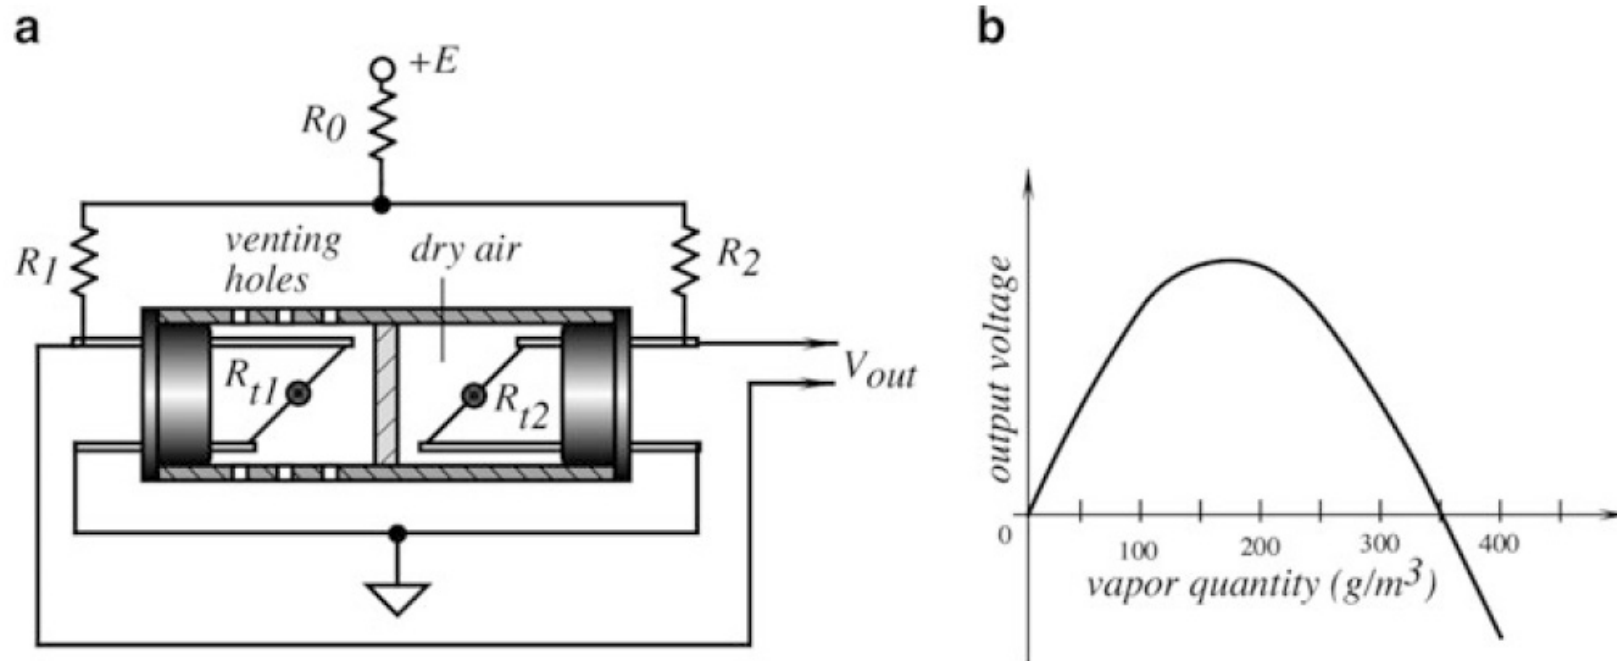 a
+E
R0
R1
venting
holes
dry air
R2
Rt1
Rt2
Vout
b
output voltage
0
100
200
300
400
vapor quantity (g/m3)